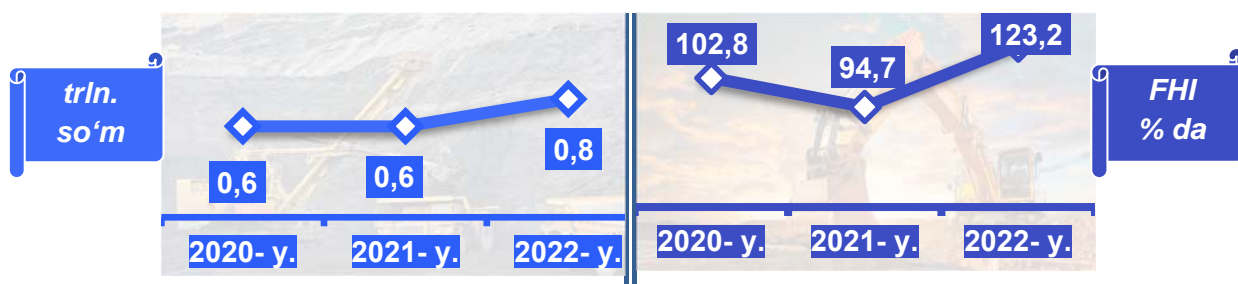 trln.
so‘m
0,6
0,6
0,8
2020- y.
2021- y.
2022- y.
102,8
94,7
123,2
2020- y.
2021- y.
2022- y.
FHI
% da